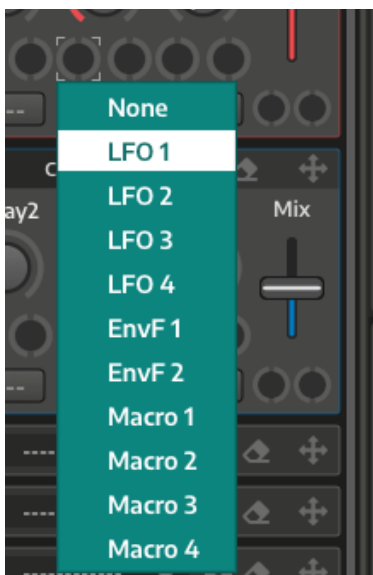 None
--
LFO 1
C
LFO 2
ay2
Mix
LFO 3
LFO 4
EnvF 1
EnvF 2
--
Macro 1
Macro 2
----
Macro 3
----
Macro 4